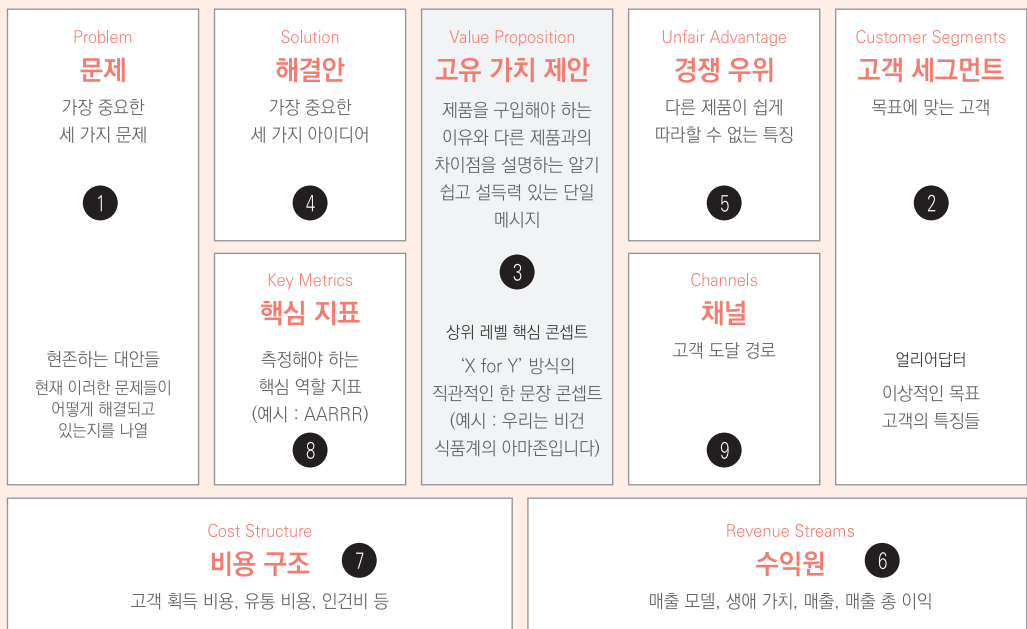 Problem
문제
가장 중요한
세 가지 문제
1
현존하는 대안들
현재 이러한 문제들이
어떻게 해결되고
있는지를 나열
Solution
해결안
가장 중요한
세 가지 아이디어
4
Key Metrics
핵심 지표
측정해야 하는
핵심 역할 지표
(예시 : AARRR)
8
Value Proposition
고유 가치 제안
제품을 구입해야 하는
이유와 다른 제품과의
차이점을 설명하는 알기
쉽고 설득력 있는 단일
메시지
3
상위 레벨 핵심 콘셉트
‘X for Y’ 방식의
직관적인 한 문장 콘셉트
(예시 : 우리는 비건
식품계의 아마존입니다)
Unfair Advantage
경쟁 우위
다른 제품이 쉽게
따라할 수 없는 특징
5
Channels
채널
고객 도달 경로
9
Customer Segments
고객 세그먼트
목표에 맞는 고객
2
얼리어답터
이상적인 목표
고객의 특징들
Cost Structure
비용 구조 7
고객 획득 비용, 유통 비용, 인건비 등
Revenue Streams
수익원 6
매출 모델, 생애 가치, 매출, 매출 총 이익